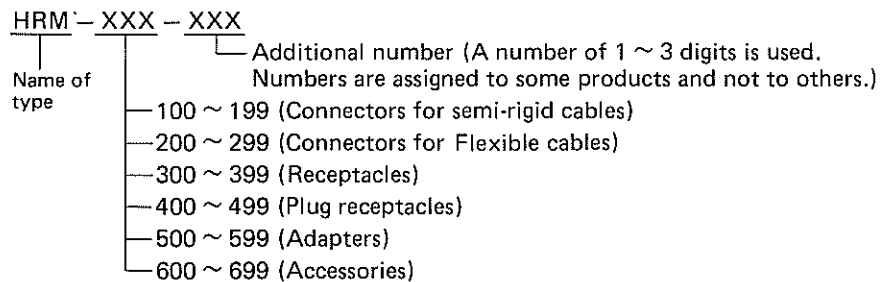 HRM – XXX – XXX
Additional number (A number of 1 ~ 3 digits is used.
Numbers are assigned to some products and not to others.)
Name of
type
100 ~ 199 (Connectors for semi-rigid cables)
200 ~ 299 (Connectors for Flexible cables)
300 ~ 399 (Receptacles)
400 ~ 499 (Plug receptacles)
500 ~ 599 (Adapters)
600 ~ 699 (Accessories)